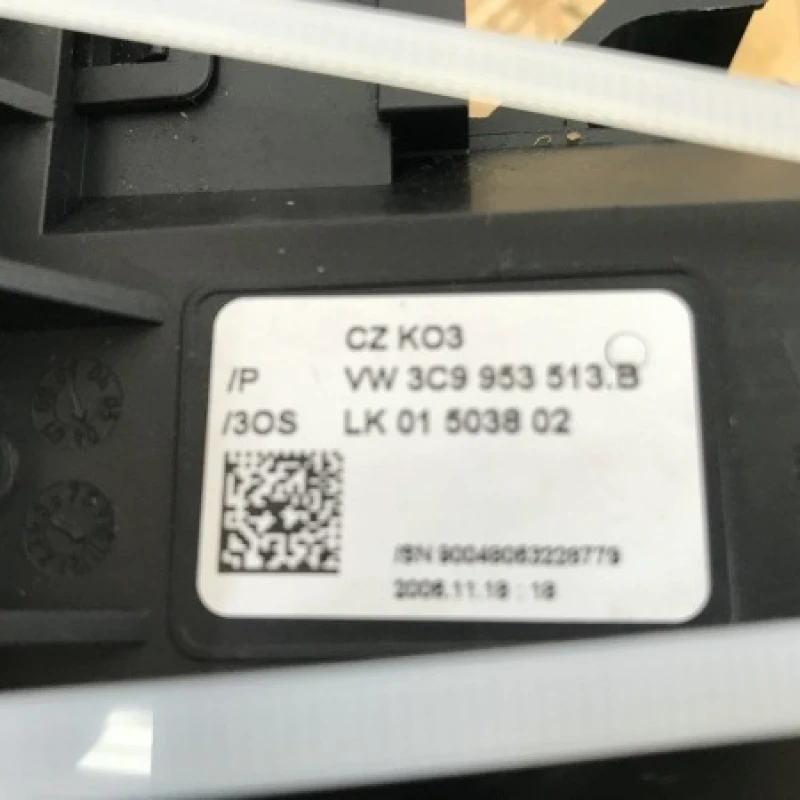 CZ KO3
/P VW 3C9 953 513.B
/3OS LK 01 5038 02
/SN 90048063228779
2006.11.18 : 18